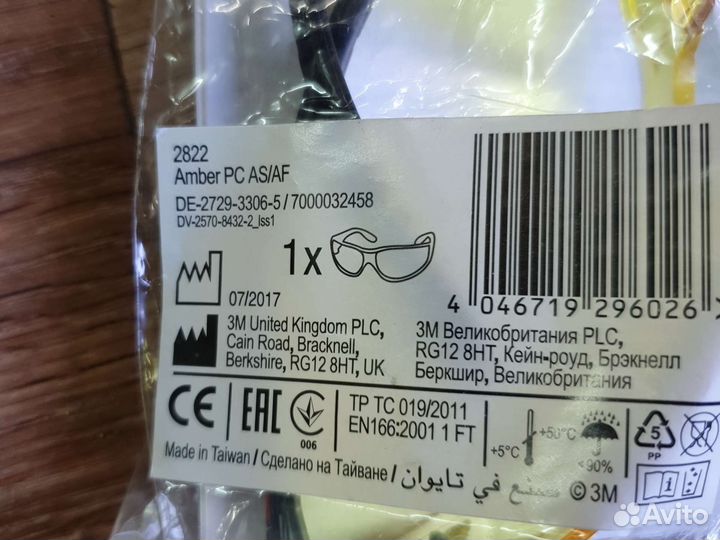 2822
Amber PC AS/AF
DE-2729-3306-5 / 7000032458
DV-2570-8432-2_Iss1
1x
07/2017
4 046719 296026 >
3M United Kingdom PLC,
Cain Road, Bracknell,
Berkshire, RG12 8HT, UK
3M Великобритания PLC,
RG12 8HT, Кейн-роуд, Брэкнелл
Беркшир, Великобритания
CE EAC
006
ТР ТС 019/2011
EN166:2001 1 FT
+5°C
+50°C
<90%
5
PP
i
Made in Taiwan / Сделано на Тайване / صنع في تايوان © 3M
Avito